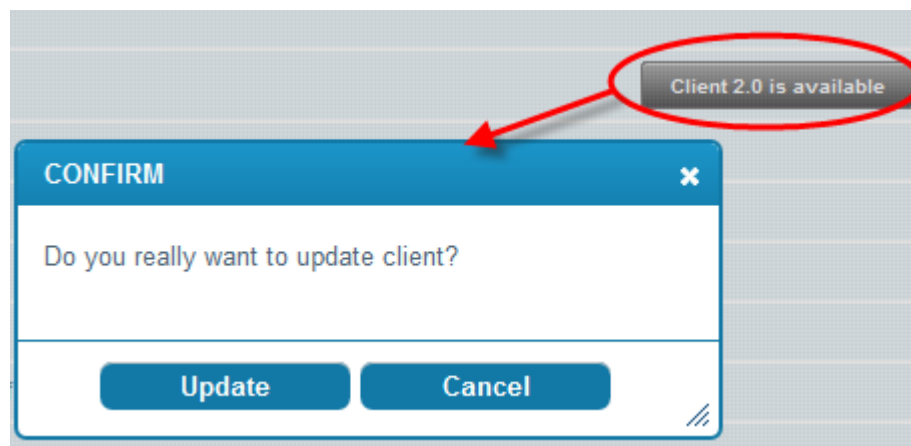 Client 2.0 is available
CONFIRM
Do you really want to update client?
Update Cancel